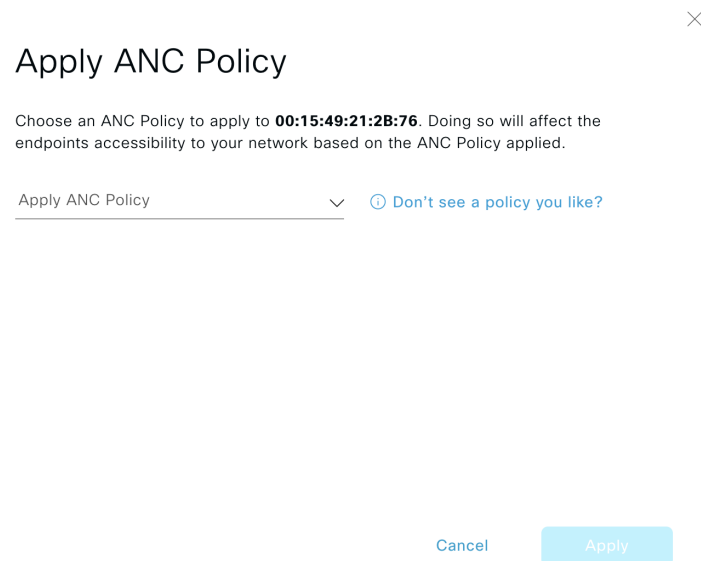 Apply ANC Policy
Choose an ANC Policy to apply to 00:15:49:21:2B:76. Doing so will affect the
endpoints accessibility to your network based on the ANC Policy applied.
Apply ANC Policy
Don’t see a policy you like?
Cancel
Apply